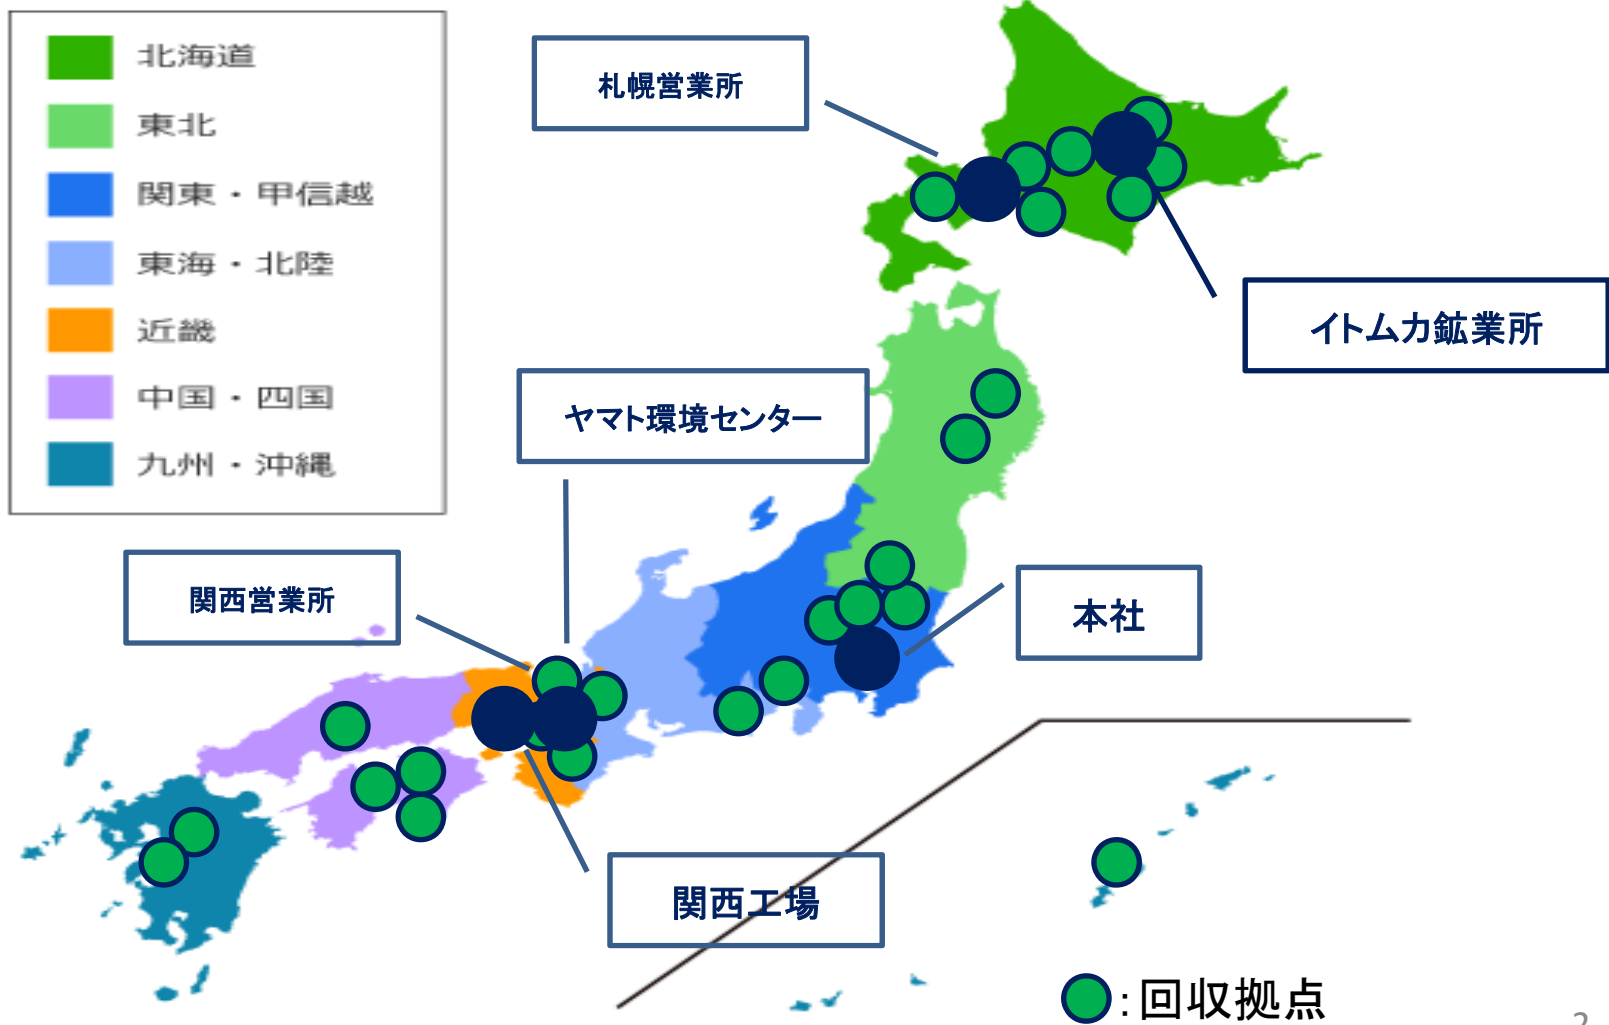 北海道
東北
関東・甲信越
東海・北陸
近畿
中国・四国
九州・沖縄
札幌営業所
イトムカ鉱業所
ヤマト環境センター
関西営業所
本社
関西工場
:回収拠点
2